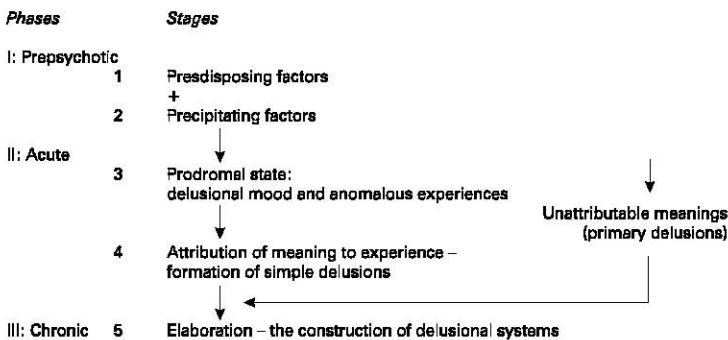 Phases Stages
I: Prepsychotic
1 Presdisposing factors
+
2 Precipitating factors
II: Acute
3 Prodromal state:
delusional mood and anomalous experiences
Unattributable meanings
(primary delusions)
4 Attribution of meaning to experience –
formation of simple delusions
III: Chronic 5 Elaboration – the construction of delusional systems